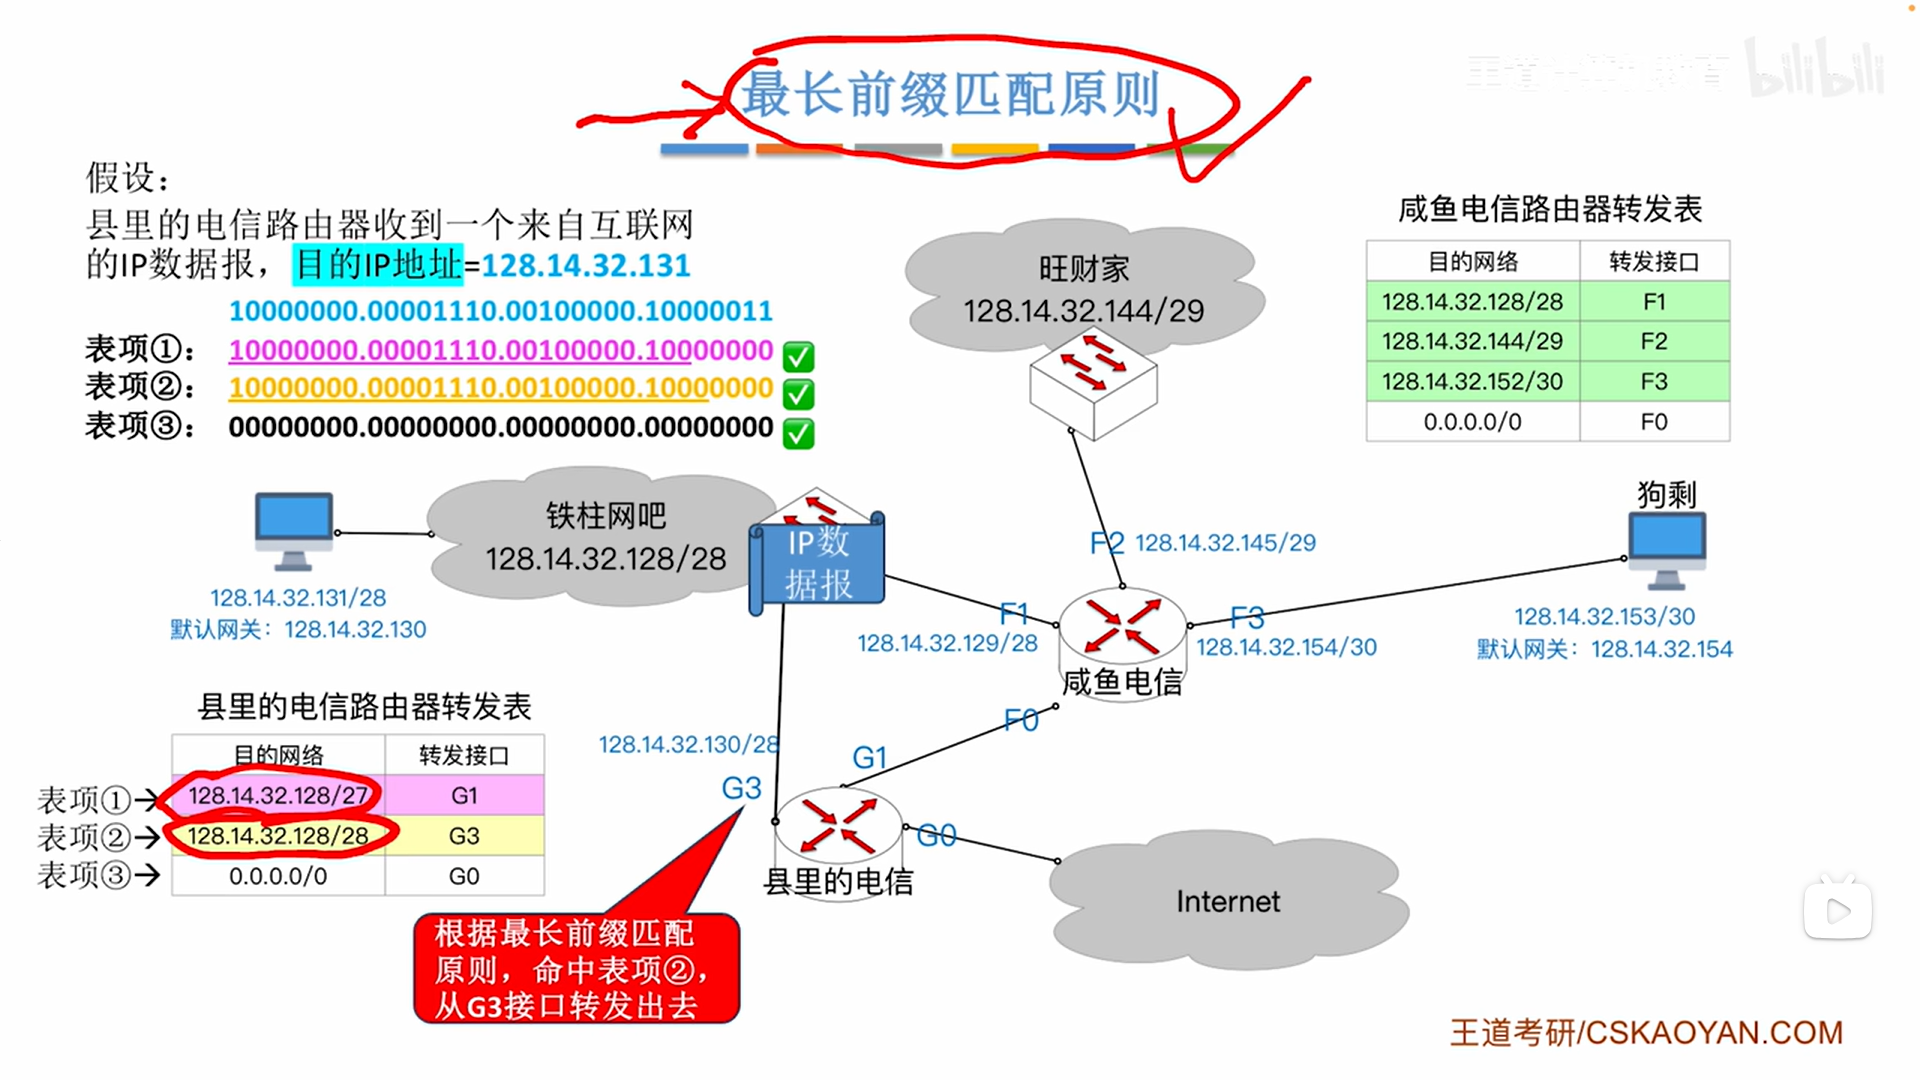 最长前缀匹配原则
bilibili
假设：
县里的电信路由器收到一个来自互联网
的IP数据报，目的IP地址=128.14.32.131
10000000.00001110.00100000.10000011
表项①： 10000000.00001110.00100000.10000000
表项②： 10000000.00001110.00100000.10000000
表项③： 00000000.00000000.00000000.00000000
咸鱼电信路由器转发表
目的网络 转发接口
128.14.32.128/28 F1
128.14.32.144/29 F2
128.14.32.152/30 F3
0.0.0.0/0 F0
旺财家
128.14.32.144/29
铁柱网吧
128.14.32.128/28
IP数
据报
128.14.32.131/28
默认网关：128.14.32.130
F2 128.14.32.145/29
F1
128.14.32.129/28
F3
128.14.32.154/30
咸鱼电信
狗剩
128.14.32.153/30
默认网关：128.14.32.154
F0
G1
128.14.32.130/28
G3
G0
县里的电信
Internet
县里的电信路由器转发表
目的网络 转发接口
表项①→ 128.14.32.128/27 G1
表项②→ 128.14.32.128/28 G3
表项③→ 0.0.0.0/0 G0
根据最长前缀匹配
原则，命中表项②，
从G3接口转发出去
王道考研/CSKAOYAN.COM